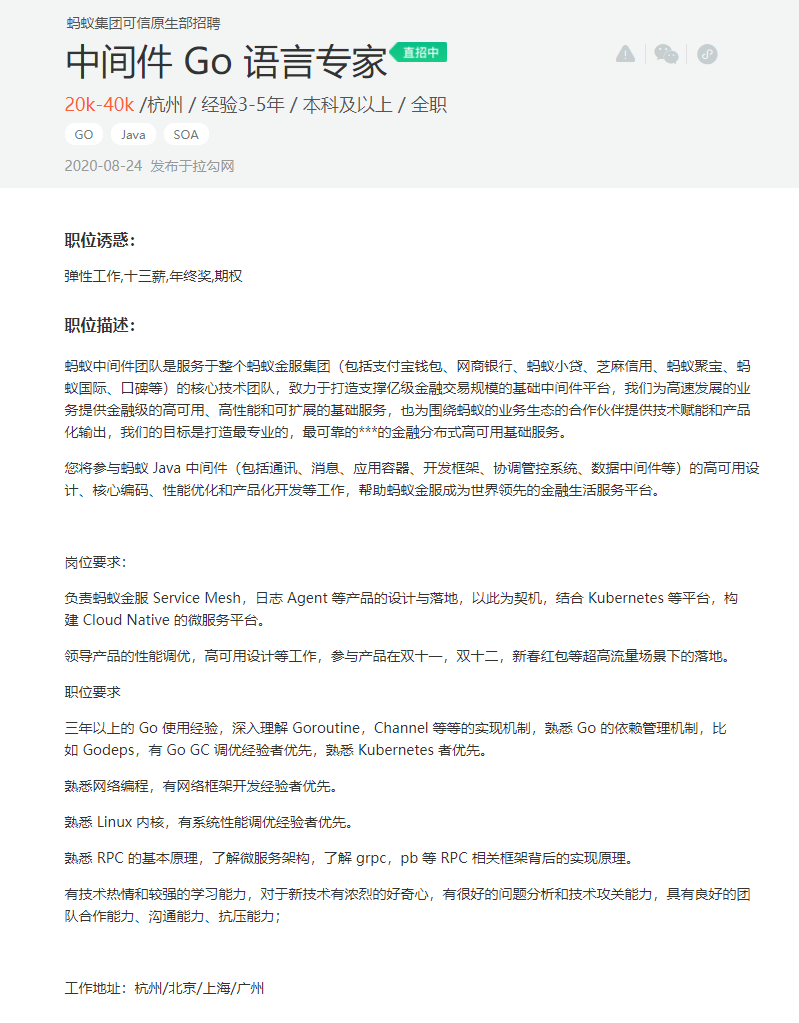 蚂蚁集团可信原生部招聘
中间件 Go 语言专家 直招中
20k-40k /杭州 / 经验3-5年 / 本科及以上 / 全职
GO Java SOA
2020-08-24 发布于拉勾网
职位诱惑：
弹性工作,十三薪,年终奖,期权
职位描述：
蚂蚁中间件团队是服务于整个蚂蚁金服集团（包括支付宝钱包、网商银行、蚂蚁小贷、芝麻信用、蚂蚁聚宝、蚂
蚁国际、口碑等）的核心技术团队，致力于打造支撑亿级金融交易规模的基础中间件平台，我们为高速发展的业
务提供金融级的高可用、高性能和可扩展的基础服务，也为围绕蚂蚁的业务生态的合作伙伴提供技术赋能和产品
化输出，我们的目标是打造最专业的，最可靠的***的金融分布式高可用基础服务。
您将参与蚂蚁 Java 中间件（包括通讯、消息、应用容器、开发框架、协调管控系统、数据中间件等）的高可用设
计、核心编码、性能优化和产品化开发等工作，帮助蚂蚁金服成为世界领先的金融生活服务平台。
岗位要求：
负责蚂蚁金服 Service Mesh，日志 Agent 等产品的设计与落地，以此为契机，结合 Kubernetes 等平台，构
建 Cloud Native 的微服务平台。
领导产品的性能调优，高可用设计等工作，参与产品在双十一，双十二，新春红包等超高流量场景下的落地。
职位要求
三年以上的 Go 使用经验，深入理解 Goroutine，Channel 等等的实现机制，熟悉 Go 的依赖管理机制，比
如 Godeps，有 Go GC 调优经验者优先，熟悉 Kubernetes 者优先。
熟悉网络编程，有网络框架开发经验者优先。
熟悉 Linux 内核，有系统性能调优经验者优先。
熟悉 RPC 的基本原理，了解微服务架构，了解 grpc，pb 等 RPC 相关框架背后的实现原理。
有技术热情和较强的学习能力，对于新技术有浓烈的好奇心，有很好的问题分析和技术攻关能力，具有良好的团
队合作能力、沟通能力、抗压能力；
工作地址：杭州/北京/上海/广州